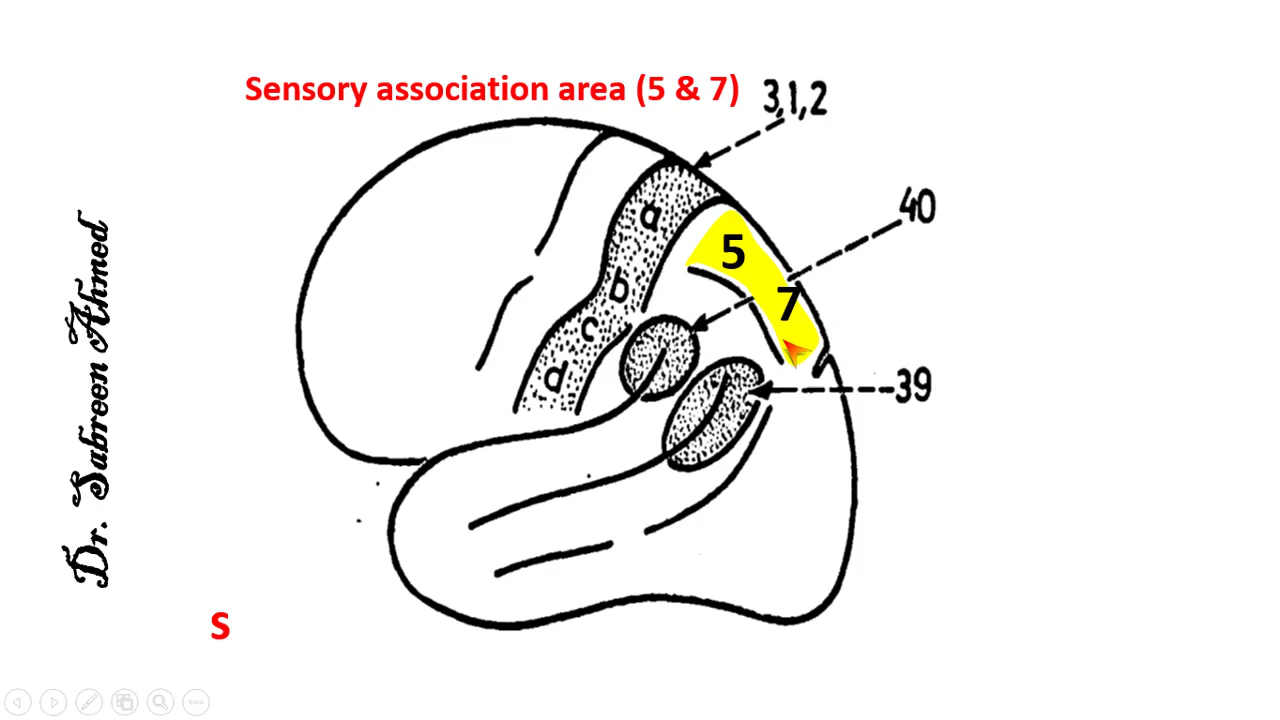 Sensory association area (5 & 7)
3,1,2
40
a
5
b
7
c
d
39
Dr. Sabreen Ahmed
S